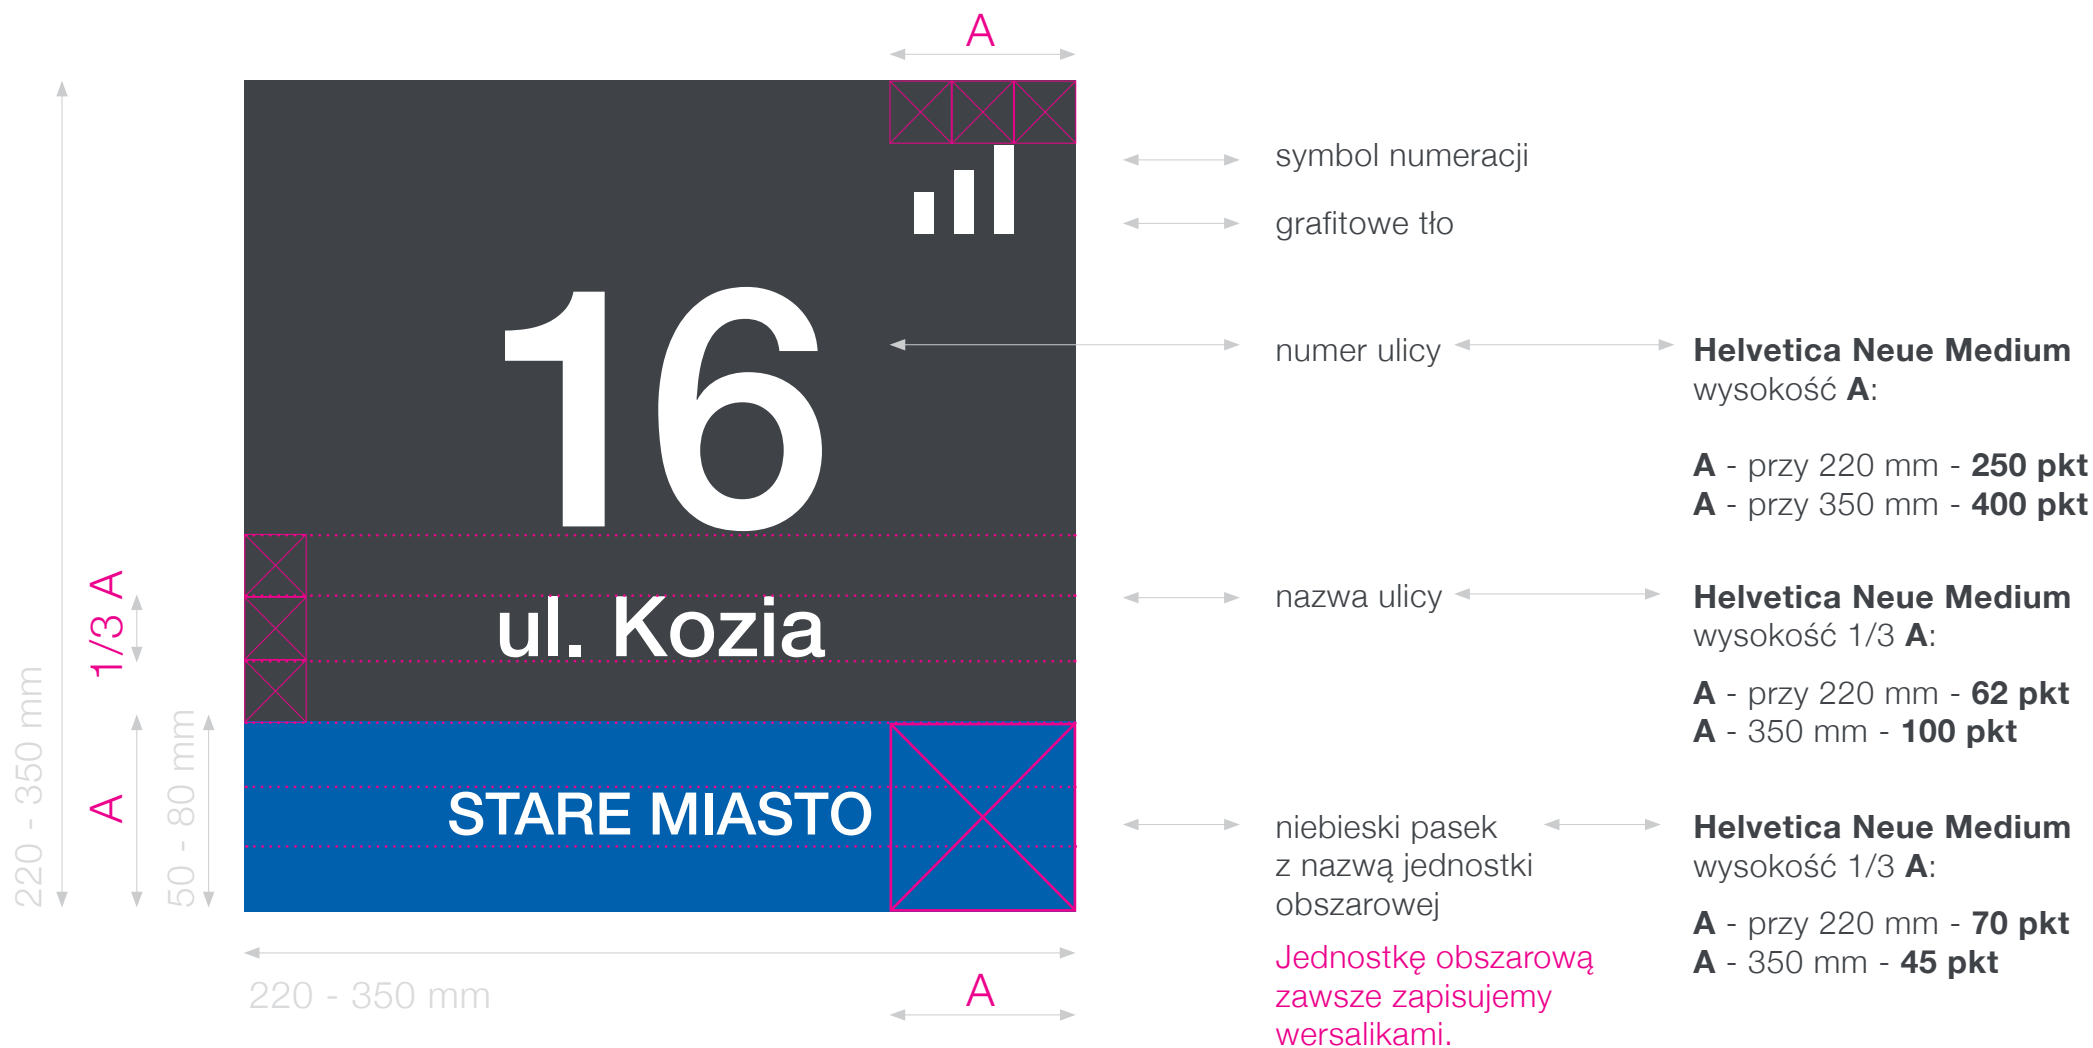 A
symbol numeracji
grafitowe tło
16
numer ulicy
Helvetica Neue Medium
wysokość A:
A - przy 220 mm - 250 pkt
A - przy 350 mm - 400 pkt
ul. Kozia
nazwa ulicy
Helvetica Neue Medium
wysokość 1/3 A:
A - przy 220 mm - 62 pkt
A - 350 mm - 100 pkt
1/3 A
220 - 350 mm
A
50 - 80 mm
STARE MIASTO
niebieski pasek
z nazwą jednostki
obszarowej
Helvetica Neue Medium
wysokość 1/3 A:
A - przy 220 mm - 70 pkt
A - 350 mm - 45 pkt
Jednostkę obszarową
zawsze zapisujemy
wersalikami.
220 - 350 mm
A